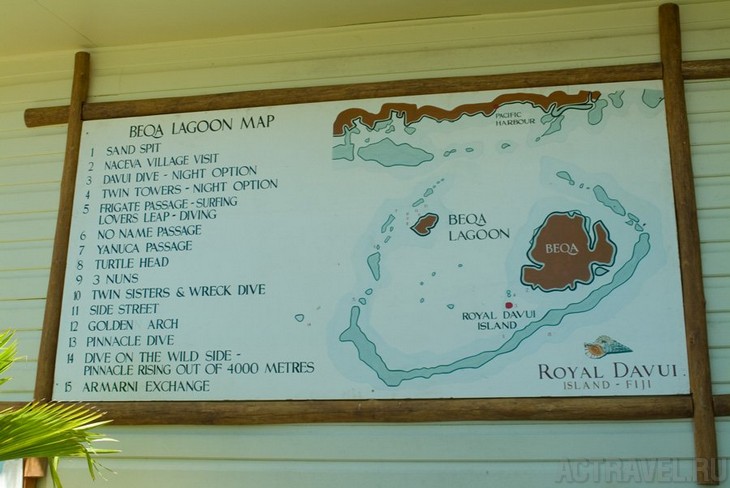 BEQA LAGOON MAP
1 SAND SPIT
2 NACEVA VILLAGE VISIT
3 DAVUI DIVE - NIGHT OPTION
4 TWIN TOWERS - NIGHT OPTION
5 FRIGATE PASSAGE - SURFING
LOVERS LEAP - DIVING
6 NO NAME PASSAGE
7 YANUCA PASSAGE
8 TURTLE HEAD
9 3 NUNS
10 TWIN SISTERS & WRECK DIVE
11 SIDE STREET
12 GOLDEN ARCH
13 PINNACLE DIVE
14 DIVE ON THE WILD SIDE -
PINNACLE RISING OUT OF 4000 METRES
15 ARMARNI EXCHANGE
PACIFIC
HARBOUR
BEQA
LAGOON
BEQA
ROYAL DAVUI
ISLAND
ROYAL DAVUI
ISLAND - FIJI
ACTRAVEL.RU